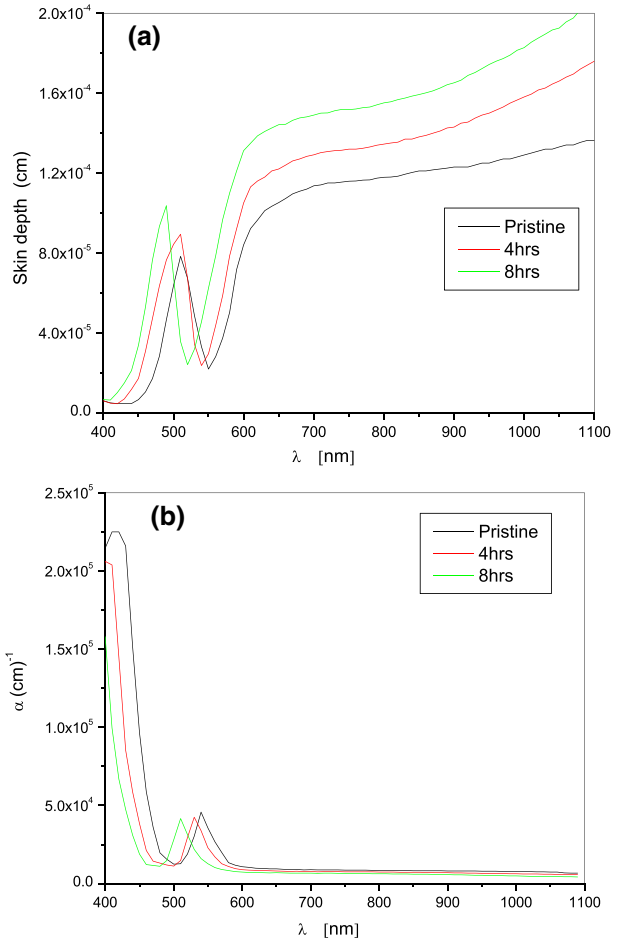 (a)
Skin depth (cm)
2.0x10-4
1.6x10-4
1.2x10-4
8.0x10-5
4.0x10-5
0.0
Pristine
4hrs
8hrs
400 500 600 700 800 900 1000 1100
λ [nm]
(b)
α (cm)-1
2.5x105
2.0x105
1.5x105
1.0x105
5.0x104
0.0
Pristine
4hrs
8hrs
400 500 600 700 800 900 1000 1100
λ [nm]